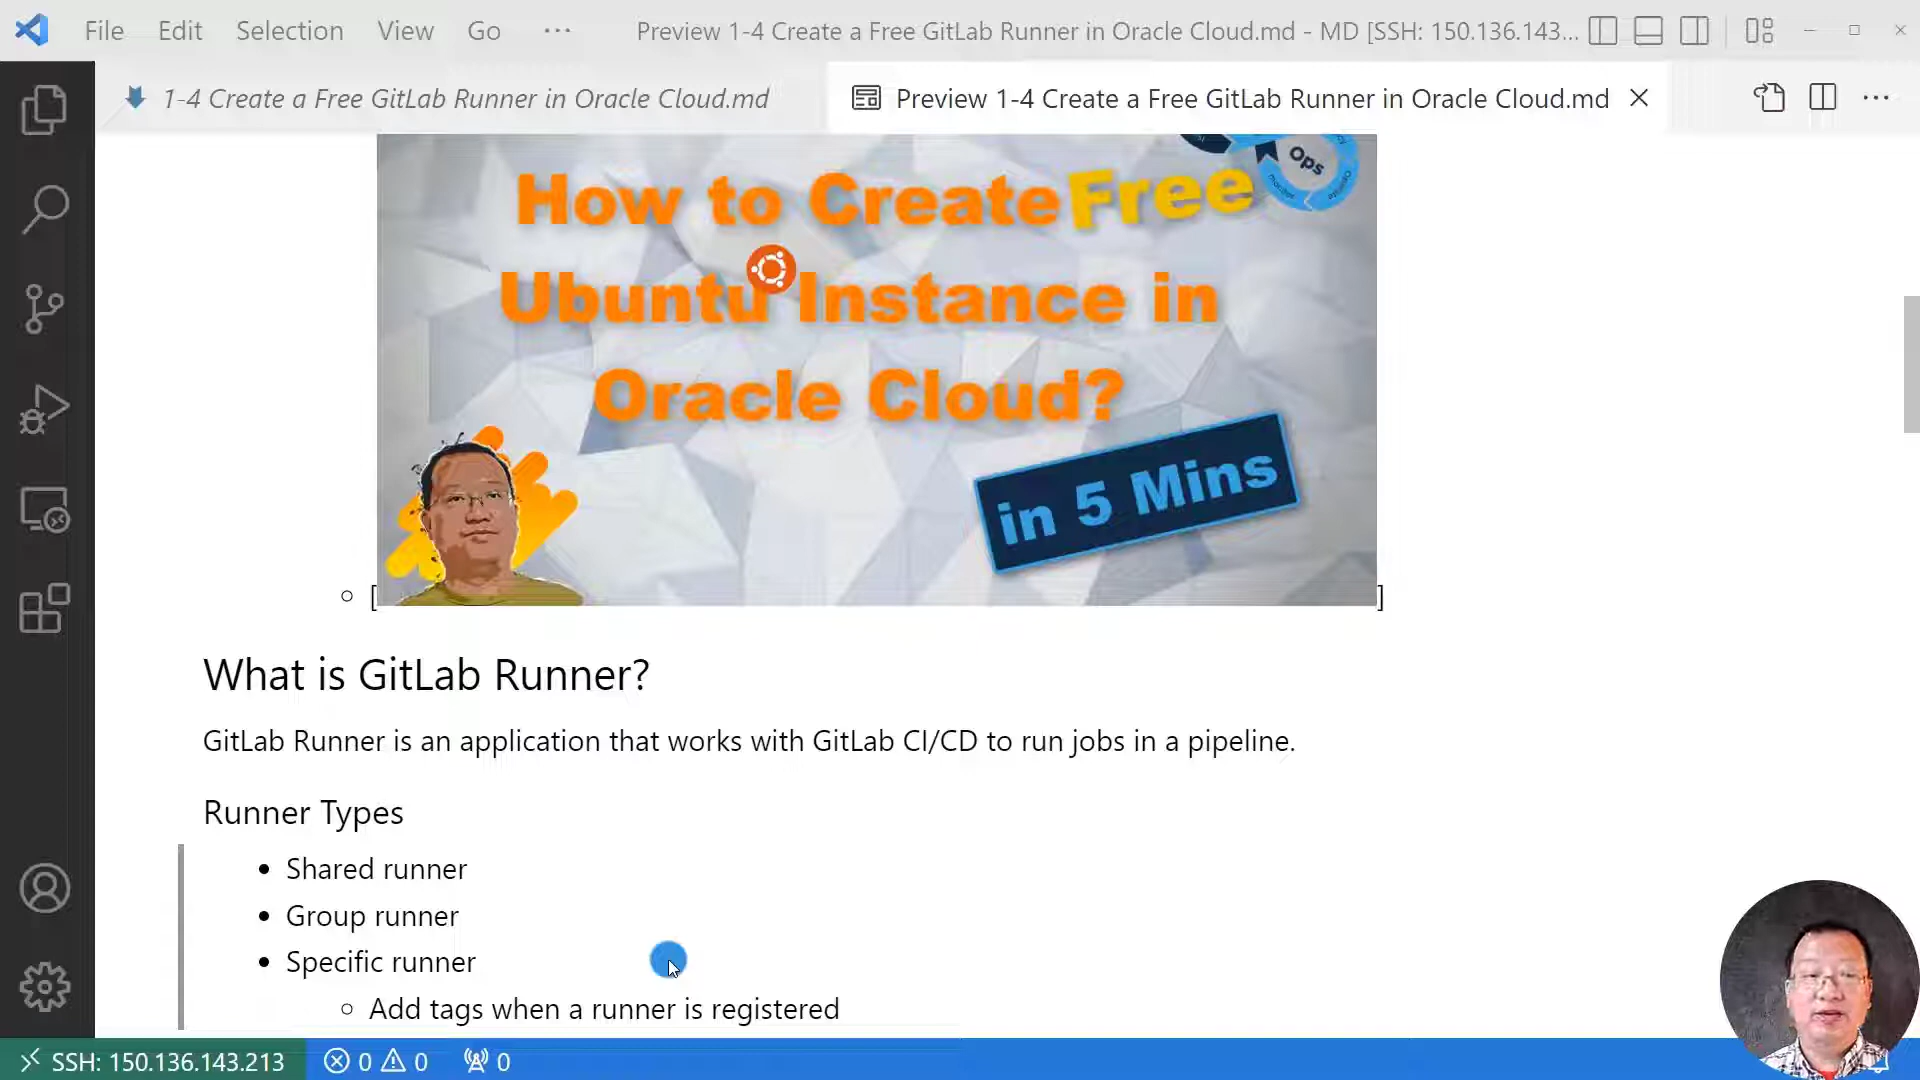 File Edit Selection View Go ··· Preview 1-4 Create a Free GitLab Runner in Oracle Cloud.md - MD [SSH: 150.136.143...
1-4 Create a Free GitLab Runner in Oracle Cloud.md
Preview 1-4 Create a Free GitLab Runner in Oracle Cloud.md
Ops
How to Create Free
Ubuntu Instance in
Oracle Cloud?
in 5 Mins
[ ]
What is GitLab Runner?
GitLab Runner is an application that works with GitLab CI/CD to run jobs in a pipeline.
Runner Types
Shared runner
Group runner
Specific runner
Add tags when a runner is registered
SSH: 150.136.143.213 0 0 0